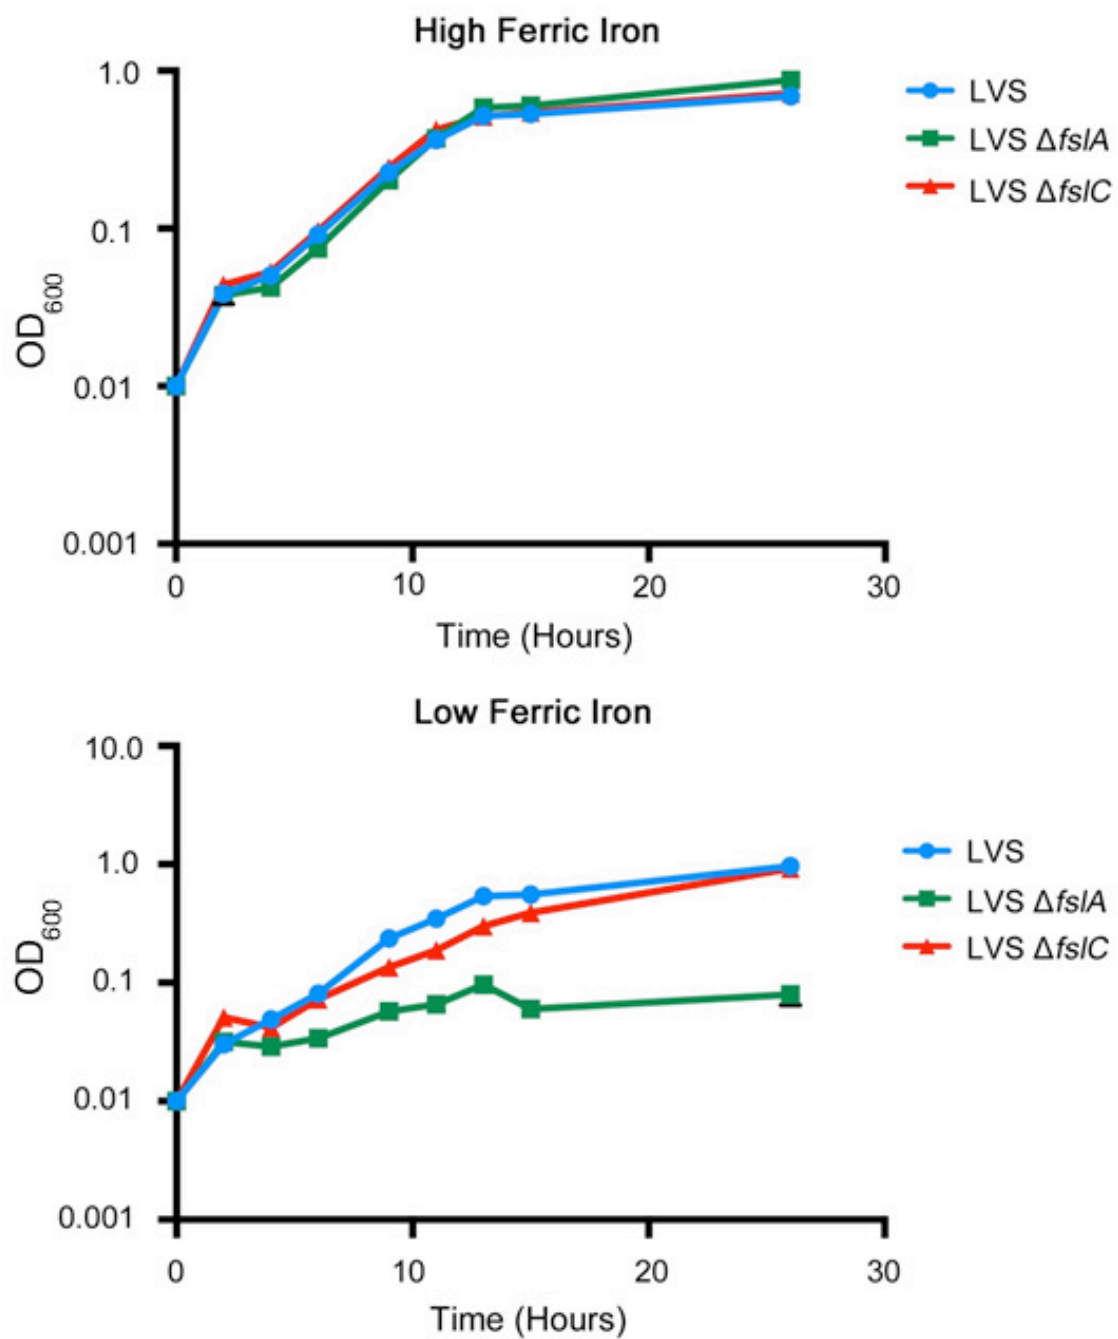 High Ferric Iron
1.0
0.1
0.01
0.001
OD600
0
10
20
30
Time (Hours)
LVS
LVS ΔfslA
LVS ΔfslC
Low Ferric Iron
10.0
1.0
0.1
0.01
0.001
OD600
0
10
20
30
Time (Hours)
LVS
LVS ΔfslA
LVS ΔfslC